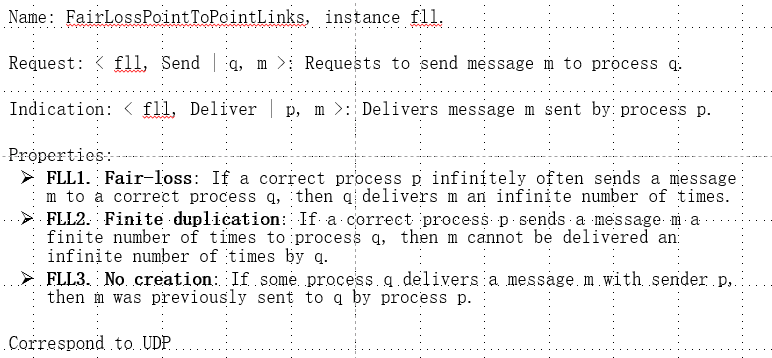 Name: FairLossPointToPointLinks, instance fll.
Request: < fll, Send | q, m >: Requests to send message m to process q.
Indication: < fll, Deliver | p, m >: Delivers message m sent by process p.
Properties:
➢ FLL1. Fair-loss: If a correct process p infinitely often sends a message
m to a correct process q, then q delivers m an infinite number of times.
➢ FLL2. Finite duplication: If a correct process p sends a message m a
finite number of times to process q, then m cannot be delivered an
infinite number of times by q.
➢ FLL3. No creation: If some process q delivers a message m with sender p,
then m was previously sent to q by process p.
Correspond to UDP